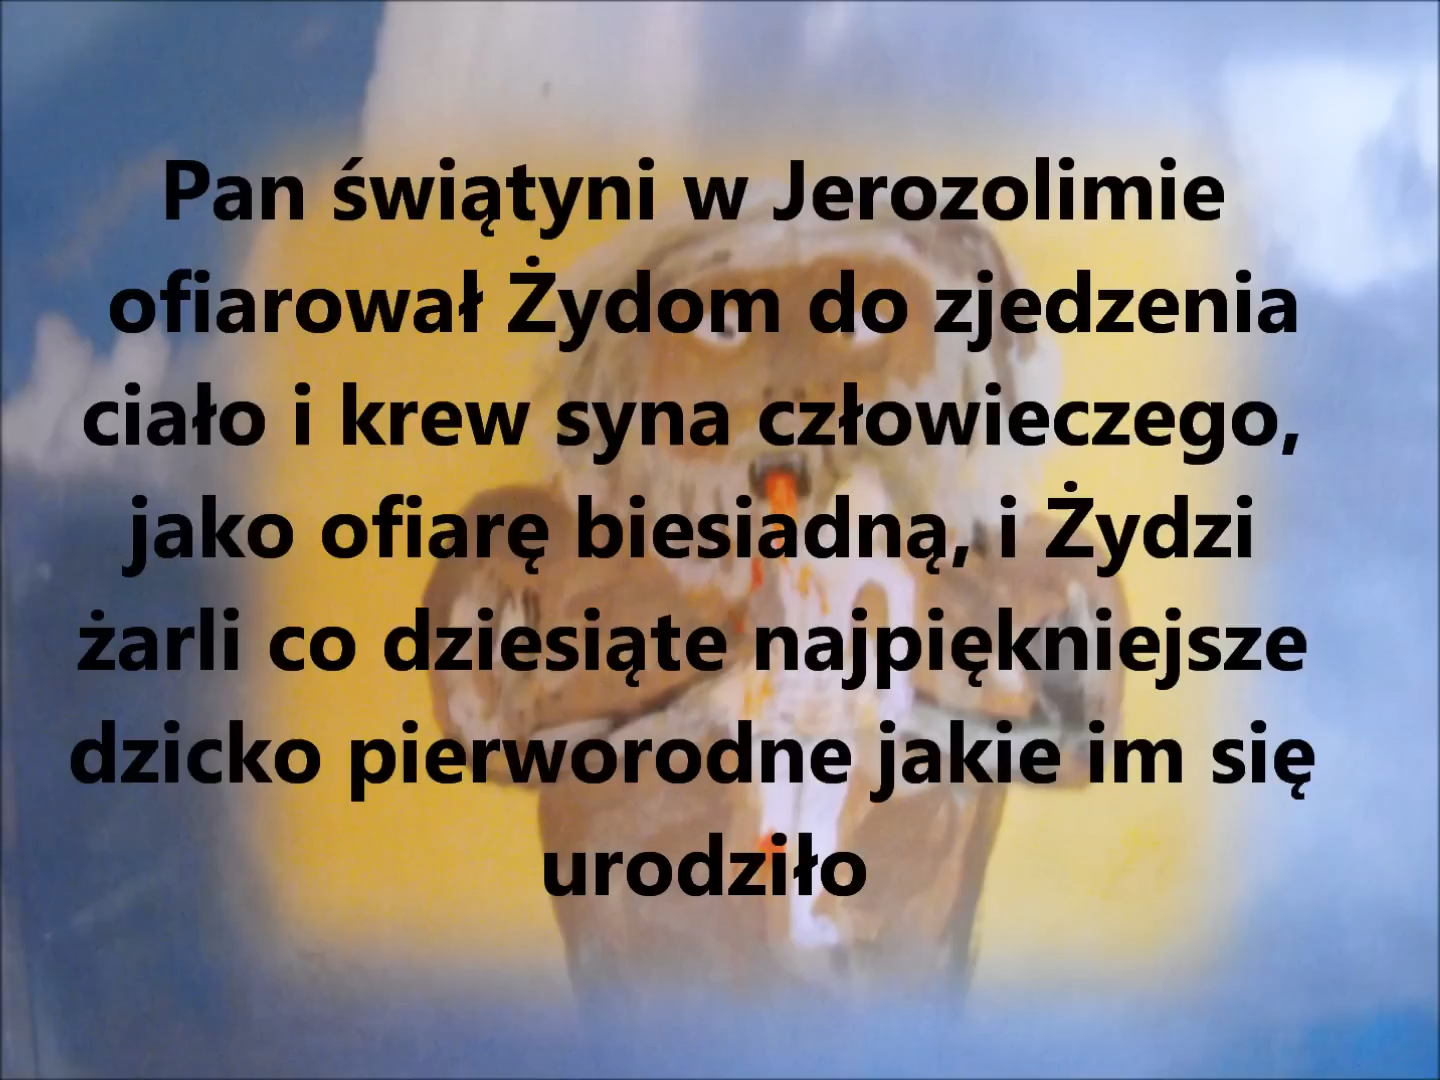 Pan świątyni w Jerozolimie
ofiarował Żydom do zjedzenia
ciało i krew syna człowieczego,
jako ofiarę biesiadną, i Żydzi
żarli co dziesiąte najpiękniejsze
dzicko pierworodne jakie im się
urodziło